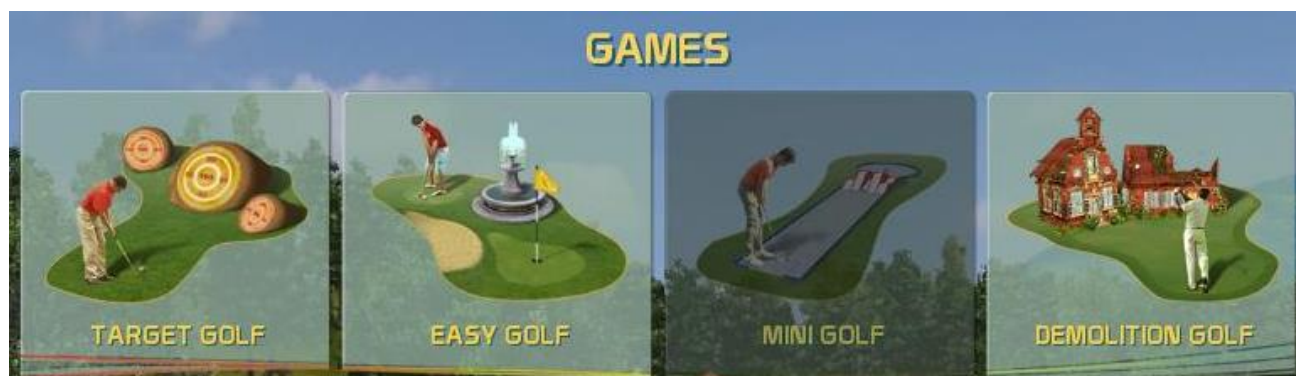 GAMES
TARGET GOLF
EASY GOLF
MINI GOLF
DEMOLITION GOLF